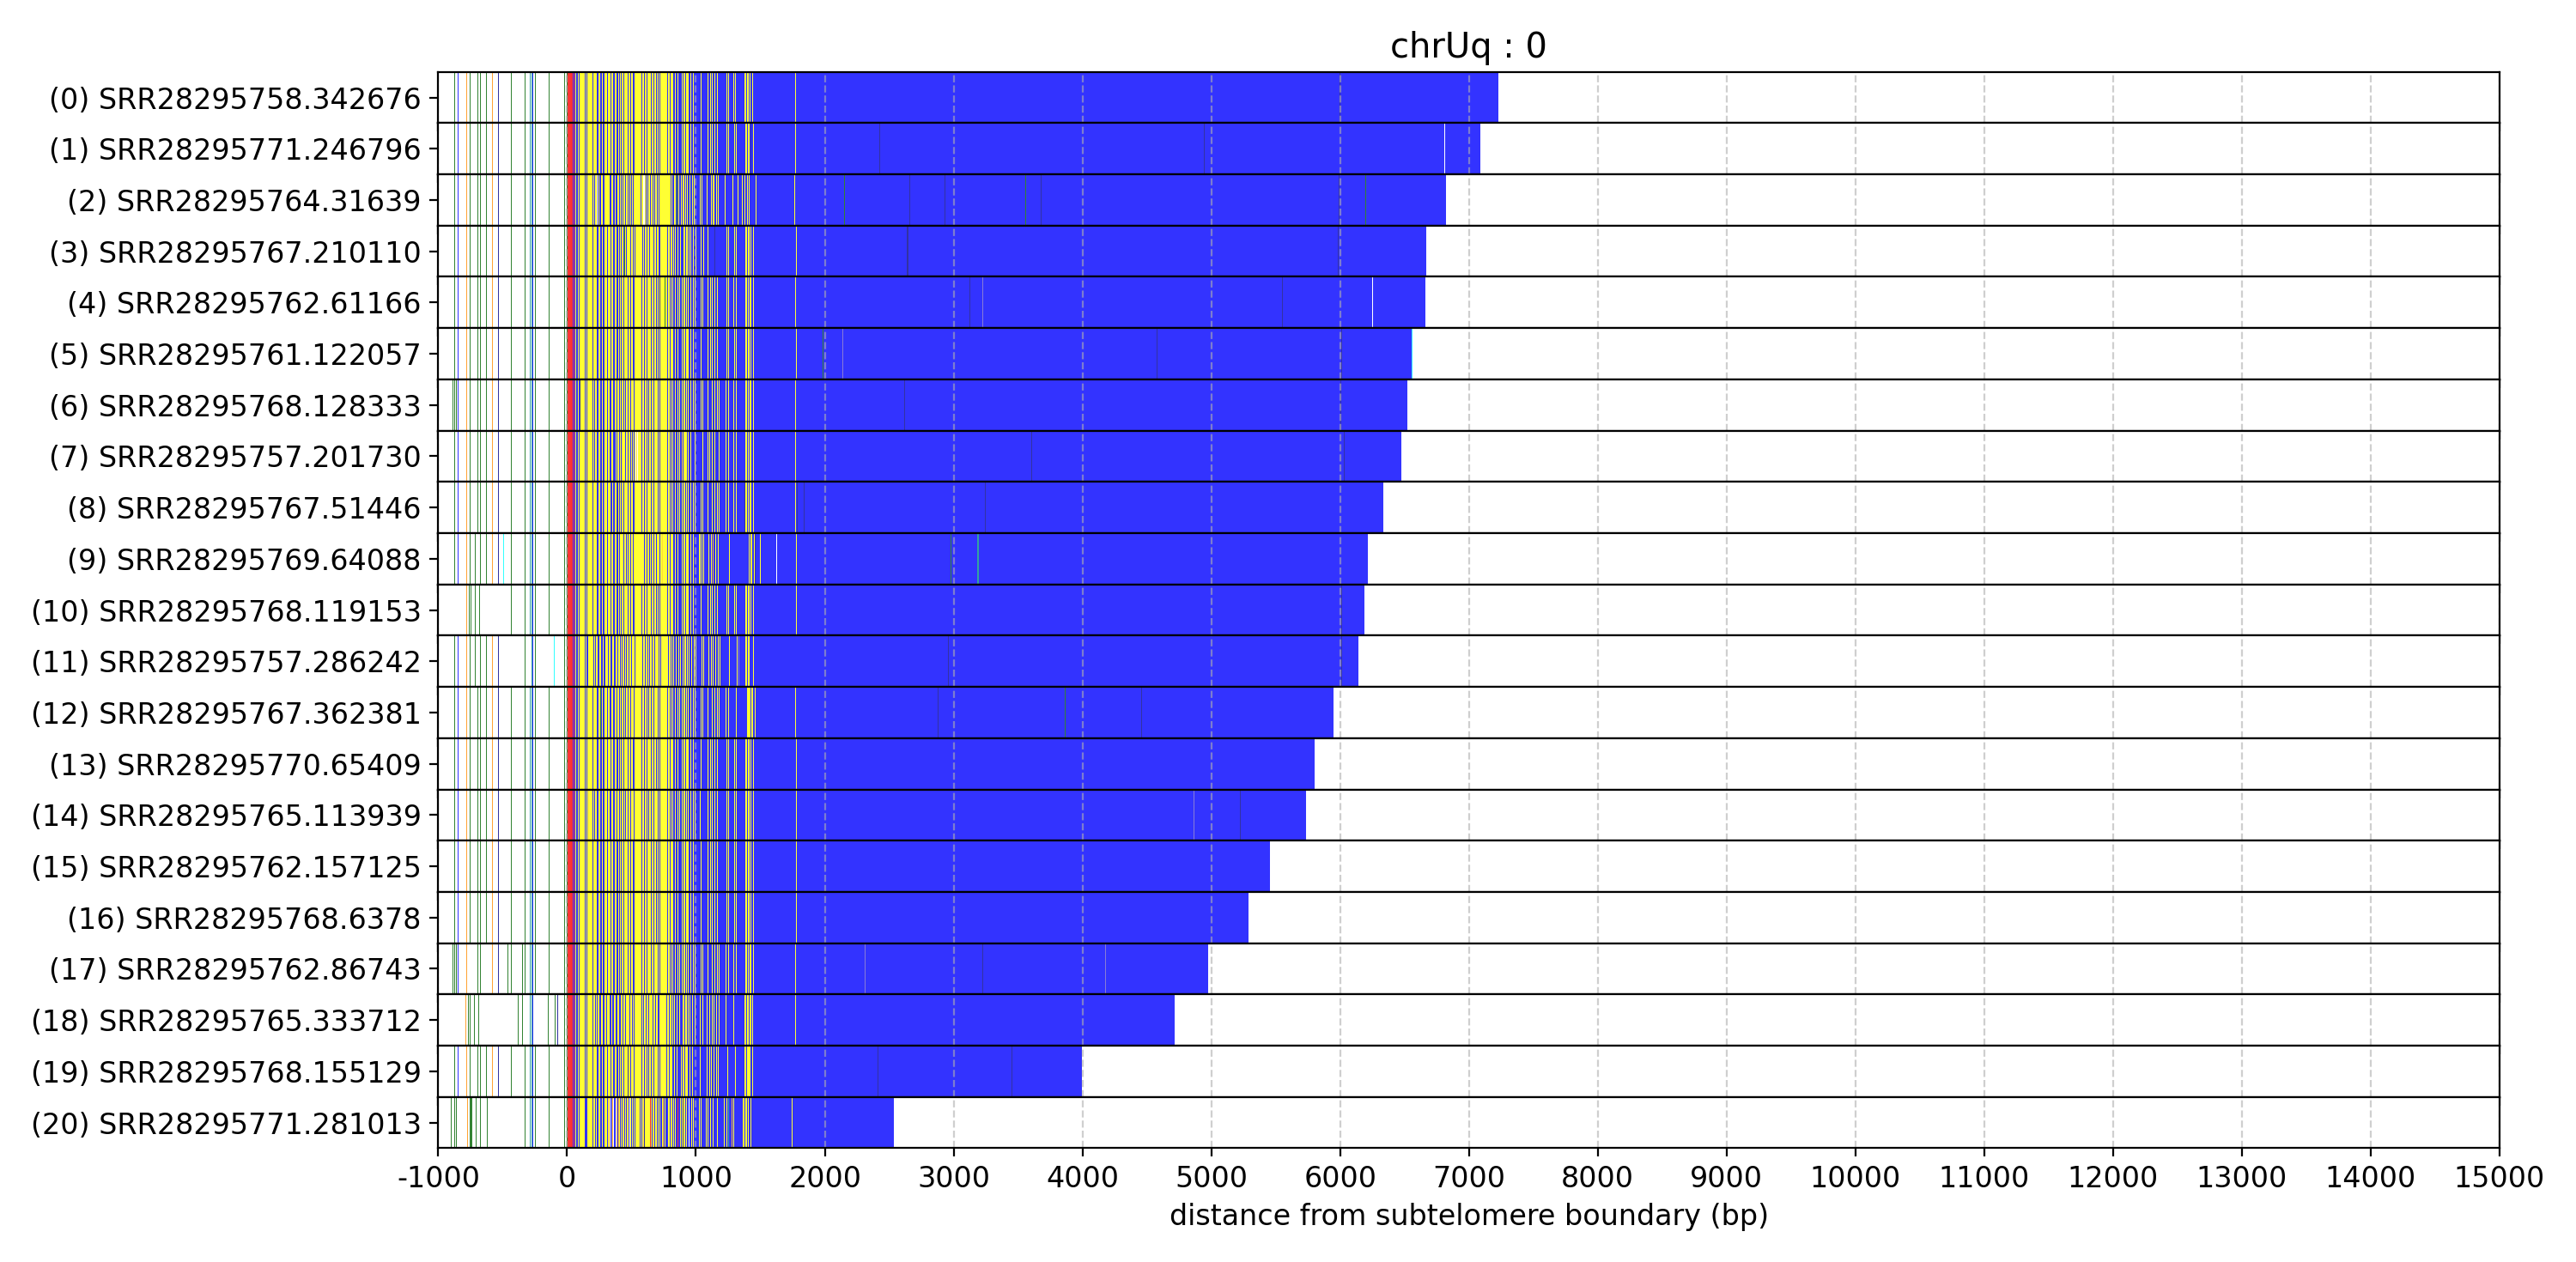 chrUq : 0
(0) SRR28295758.342676
(1) SRR28295771.246796
(2) SRR28295764.31639
(3) SRR28295767.210110
(4) SRR28295762.61166
(5) SRR28295761.122057
(6) SRR28295768.128333
(7) SRR28295757.201730
(8) SRR28295767.51446
(9) SRR28295769.64088
(10) SRR28295768.119153
(11) SRR28295757.286242
(12) SRR28295767.362381
(13) SRR28295770.65409
(14) SRR28295765.113939
(15) SRR28295762.157125
(16) SRR28295768.6378
(17) SRR28295762.86743
(18) SRR28295765.333712
(19) SRR28295768.155129
(20) SRR28295771.281013
-1000 0 1000 2000 3000 4000 5000 6000 7000 8000 9000 10000 11000 12000 13000 14000 15000
distance from subtelomere boundary (bp)